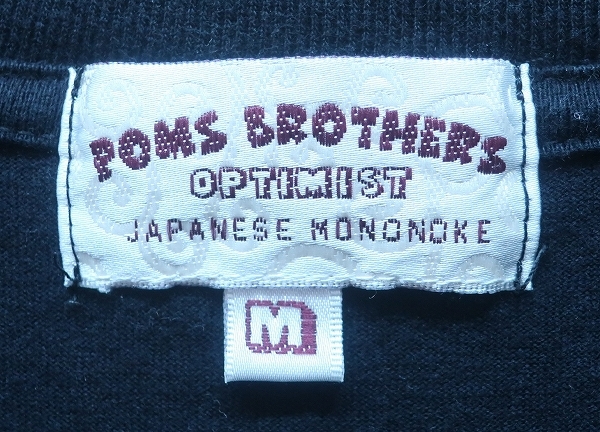 POMS BROTHERS
OPTIMIST
JAPANESE MONONOKE
M